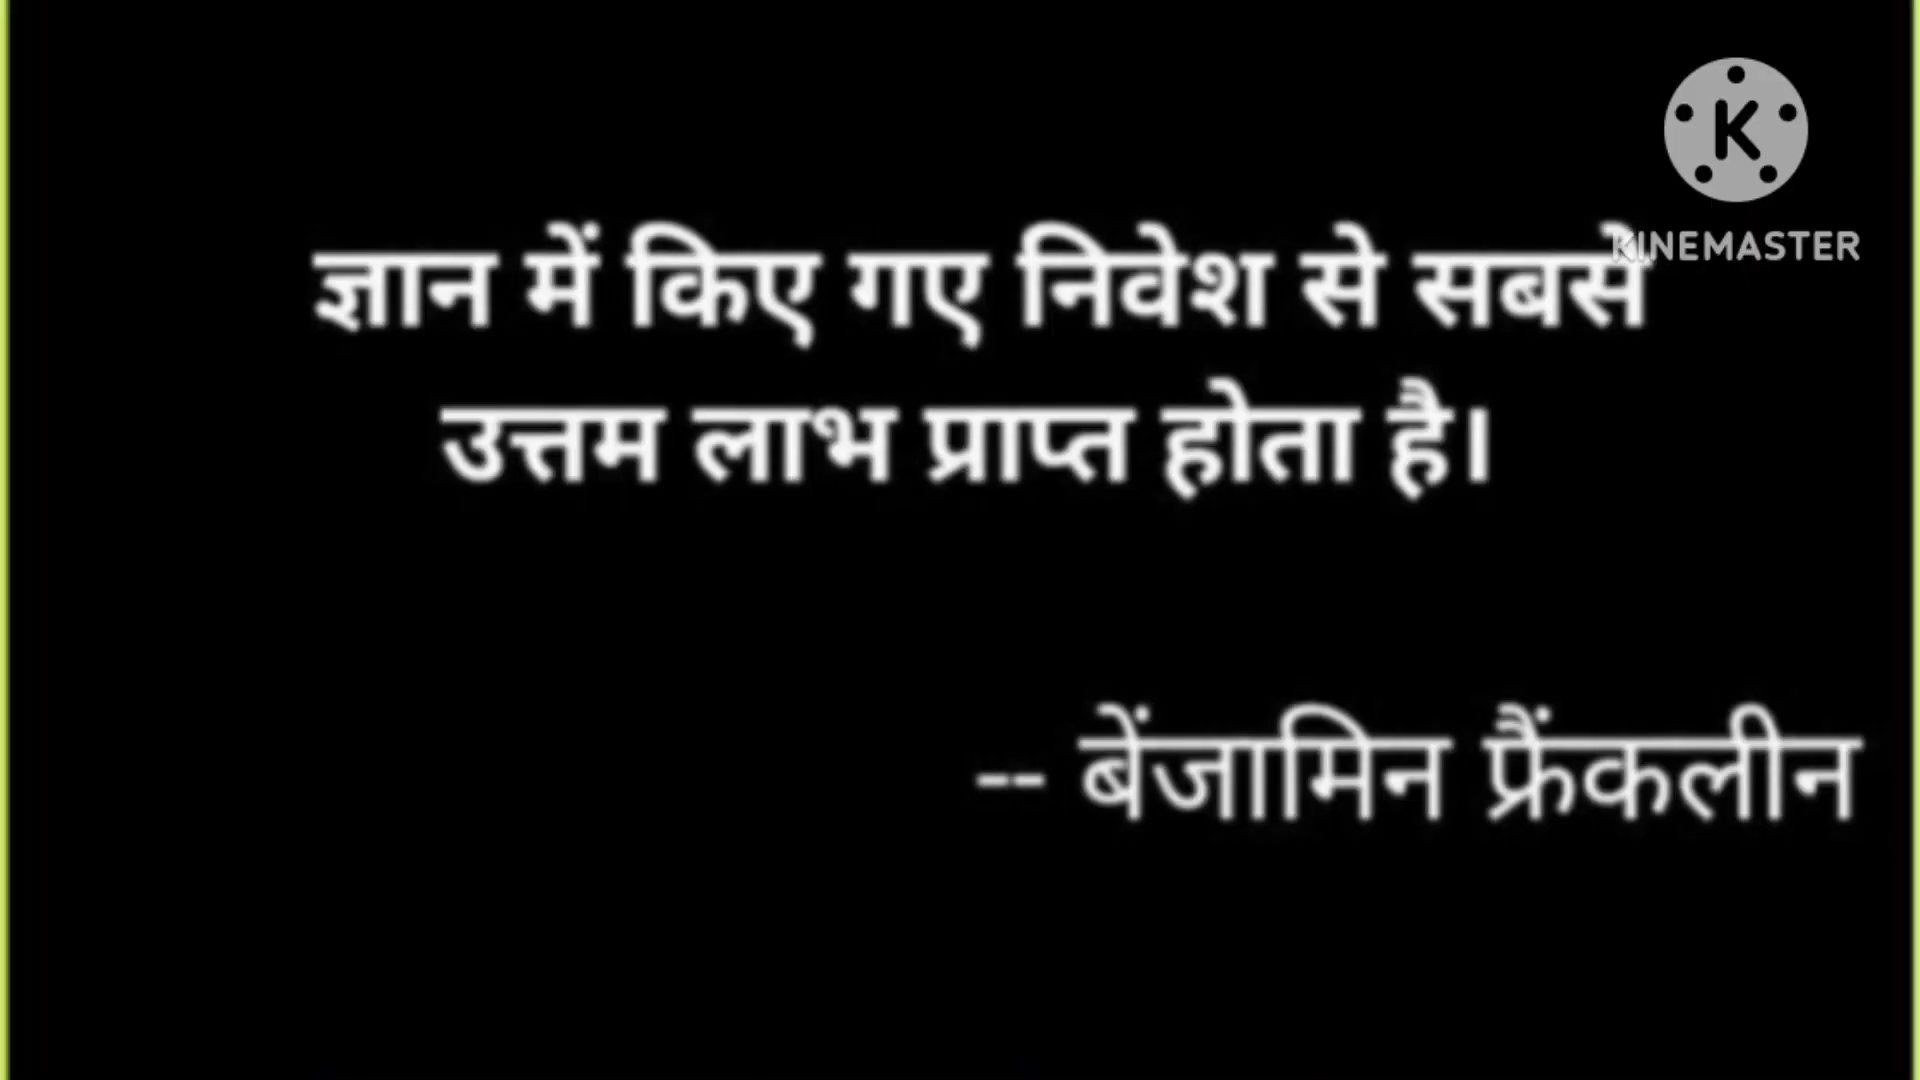 K
KINEMASTER
ज्ञान में किए गए निवेश से सबसे
उत्तम लाभ प्राप्त होता है।
-- बेंजामिन फ्रैंकलीन